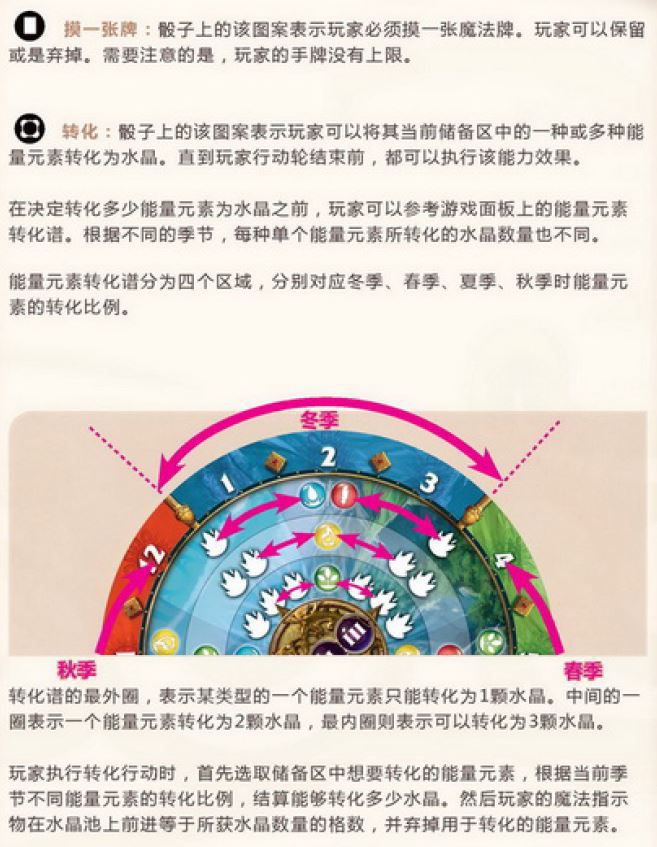 摸一张牌：骰子上的该图案表示玩家必须摸一张魔法牌。玩家可以保留
或是弃掉。需要注意的是，玩家的手牌没有上限。
转化：骰子上的该图案表示玩家可以将其当前储备区中的一种或多种能
量元素转化为水晶。直到玩家行动轮结束前，都可以执行该能力效果。
在决定转化多少能量元素为水晶之前，玩家可以参考游戏面板上的能量元素
转化谱。根据不同的季节，每种单个能量元素所转化的水晶数量也不同。
能量元素转化谱分为四个区域，分别对应冬季、春季、夏季、秋季时能量元
素的转化比例。
冬季
1 2 3
12 4
秋季 春季
转化谱的最外圈，表示某类型的一个能量元素只能转化为1颗水晶。中间的一
圈表示一个能量元素转化为2颗水晶，最内圈则表示可以转化为3颗水晶。
玩家执行转化行动时，首先选取储备区中想要转化的能量元素，根据当前季
节不同能量元素的转化比例，结算能够转化多少水晶。然后玩家的魔法指示
物在水晶池上前进等于所获水晶数量的格数，并弃掉用于转化的能量元素。